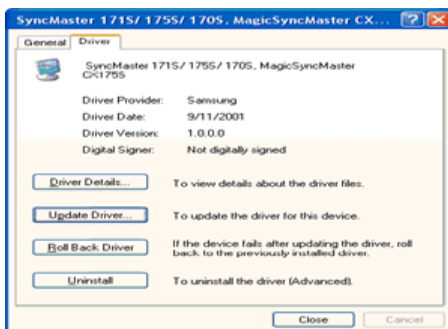 SyncMaster 171S/ 175S/ 170S, MagicSyncMaster CX...
General Driver
SyncMaster 171S/ 175S/ 170S, MagicSyncMaster
CX175S
Driver Provider: Samsung
Driver Date: 9/11/2001
Driver Version: 1.0.0.0
Digital Signer: Not digitally signed
Driver Details... To view details about the driver files.
Update Driver... To update the driver for this device.
Roll Back Driver If the device fails after updating the driver, roll
back to the previously installed driver.
Uninstall To uninstall the driver (Advanced).
Close Cancel